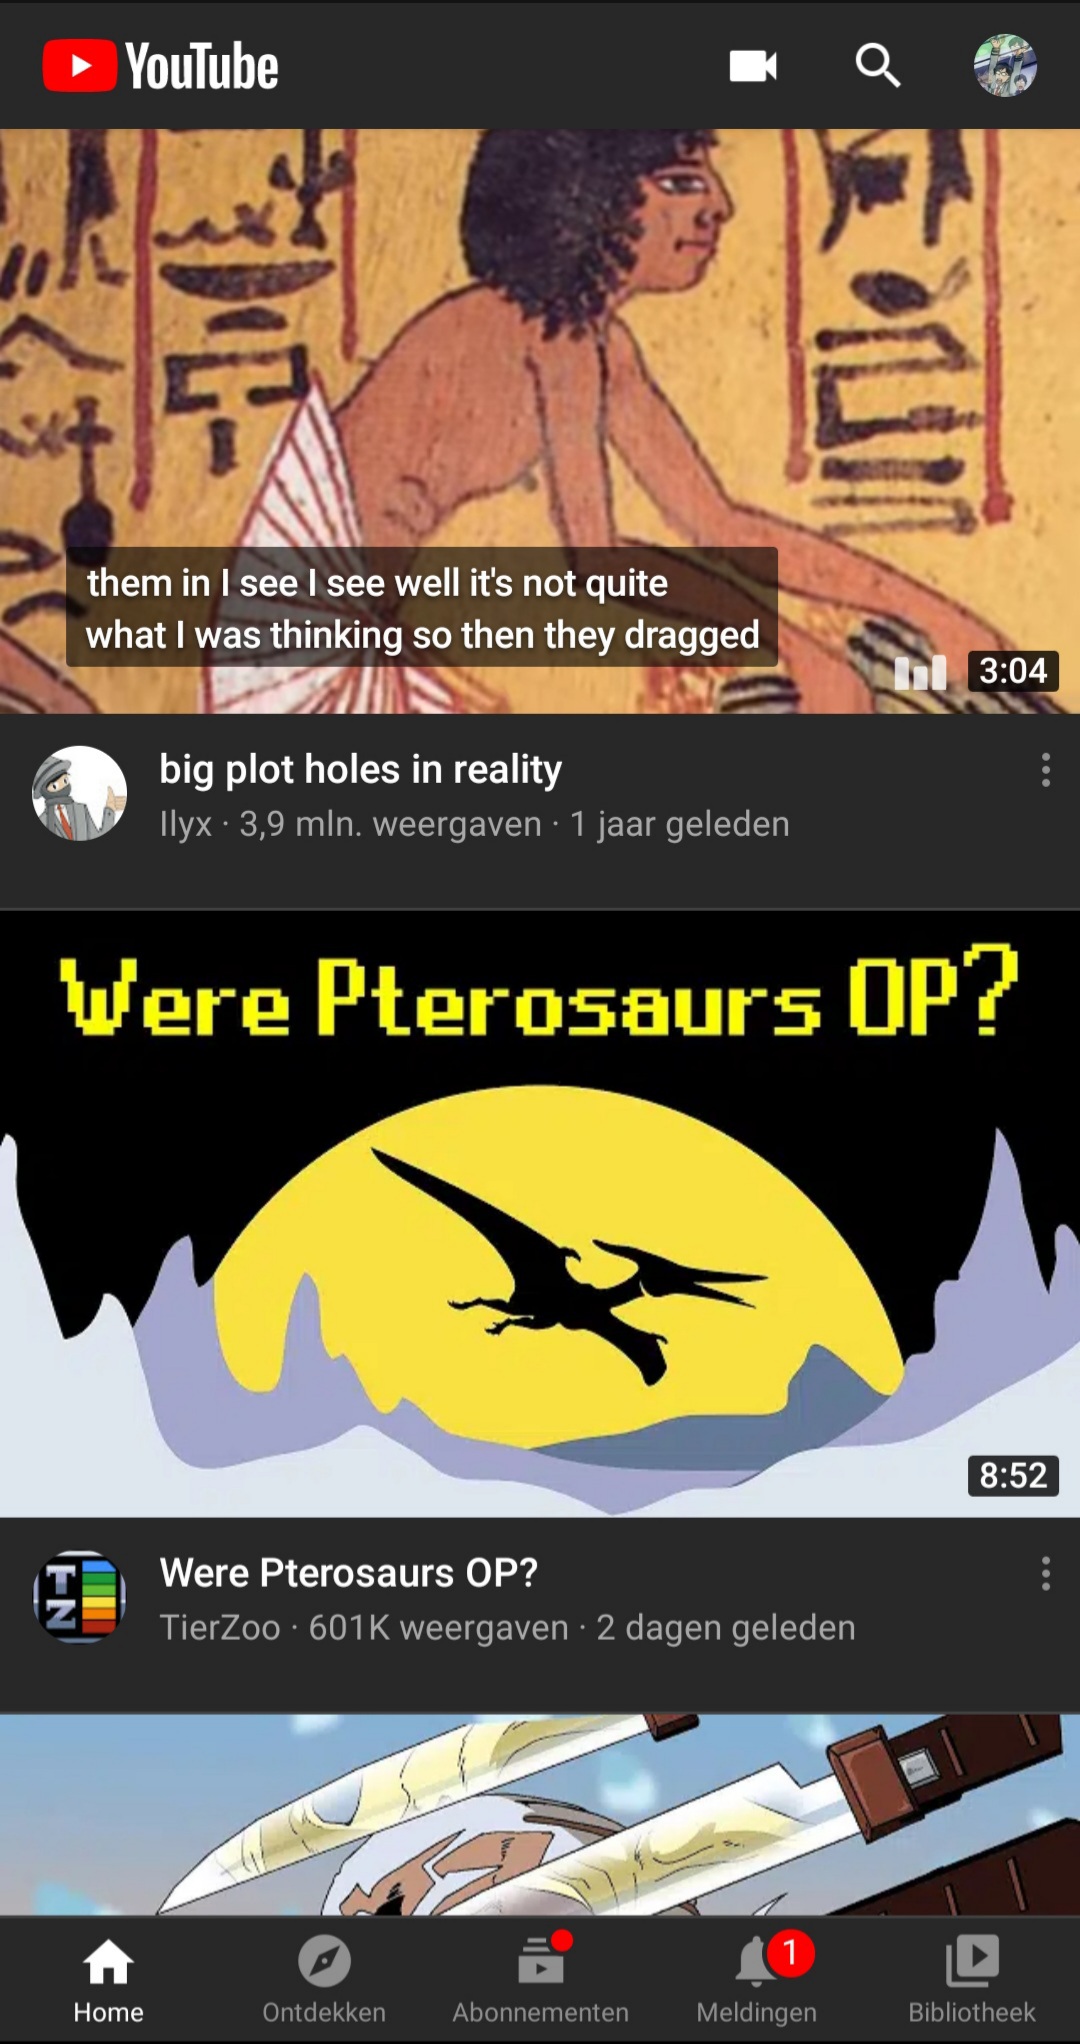 YouTube
them in I see I see well it's not quite
what I was thinking so then they dragged
3:04
big plot holes in reality
Ilyx · 3,9 mln. weergaven · 1 jaar geleden
Were Pterosaurs OP?
8:52
TZ
Were Pterosaurs OP?
TierZoo · 601K weergaven · 2 dagen geleden
1
Home
Ontdekken
Abonnementen
Meldingen
Bibliotheek